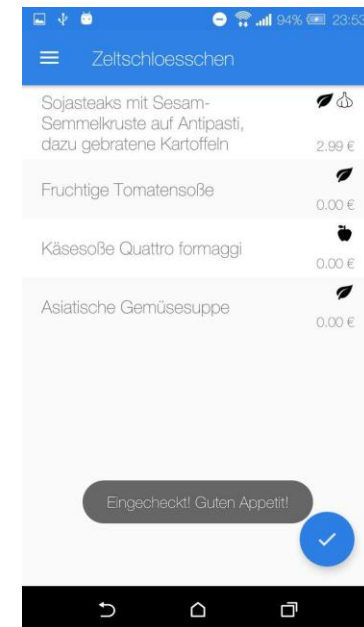 94% 23:53
Zeltschloesschen
Sojasteaks mit Sesam-
Semmelkruste auf Antipasti,
dazu gebratene Kartoffeln
2.99 €
Fruchtige Tomatensoße
0.00 €
Käsesoße Quattro formaggi
0.00 €
Asiatische Gemüsesuppe
0.00 €
Eingecheckt! Guten Appetit!